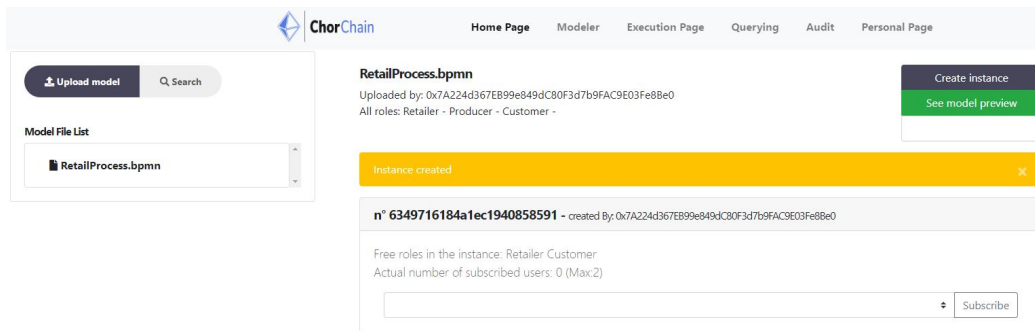 ChorChain
Home Page Modeler Execution Page Querying Audit Personal Page
Upload model Search
Model File List
RetailProcess.bpmn
RetailProcess.bpmn
Uploaded by: 0x7A224d367EB99e849dC80F3d7b9FAC9E03Fe8Be0
All roles: Retailer - Producer - Customer -
Create instance
See model preview
Instance created ×
n° 6349716184a1ec1940858591 - created By: 0x7A224d367EB99e849dC80F3d7b9FAC9E03Fe8Be0
Free roles in the instance: Retailer Customer
Actual number of subscribed users: 0 (Max:2)
Subscribe